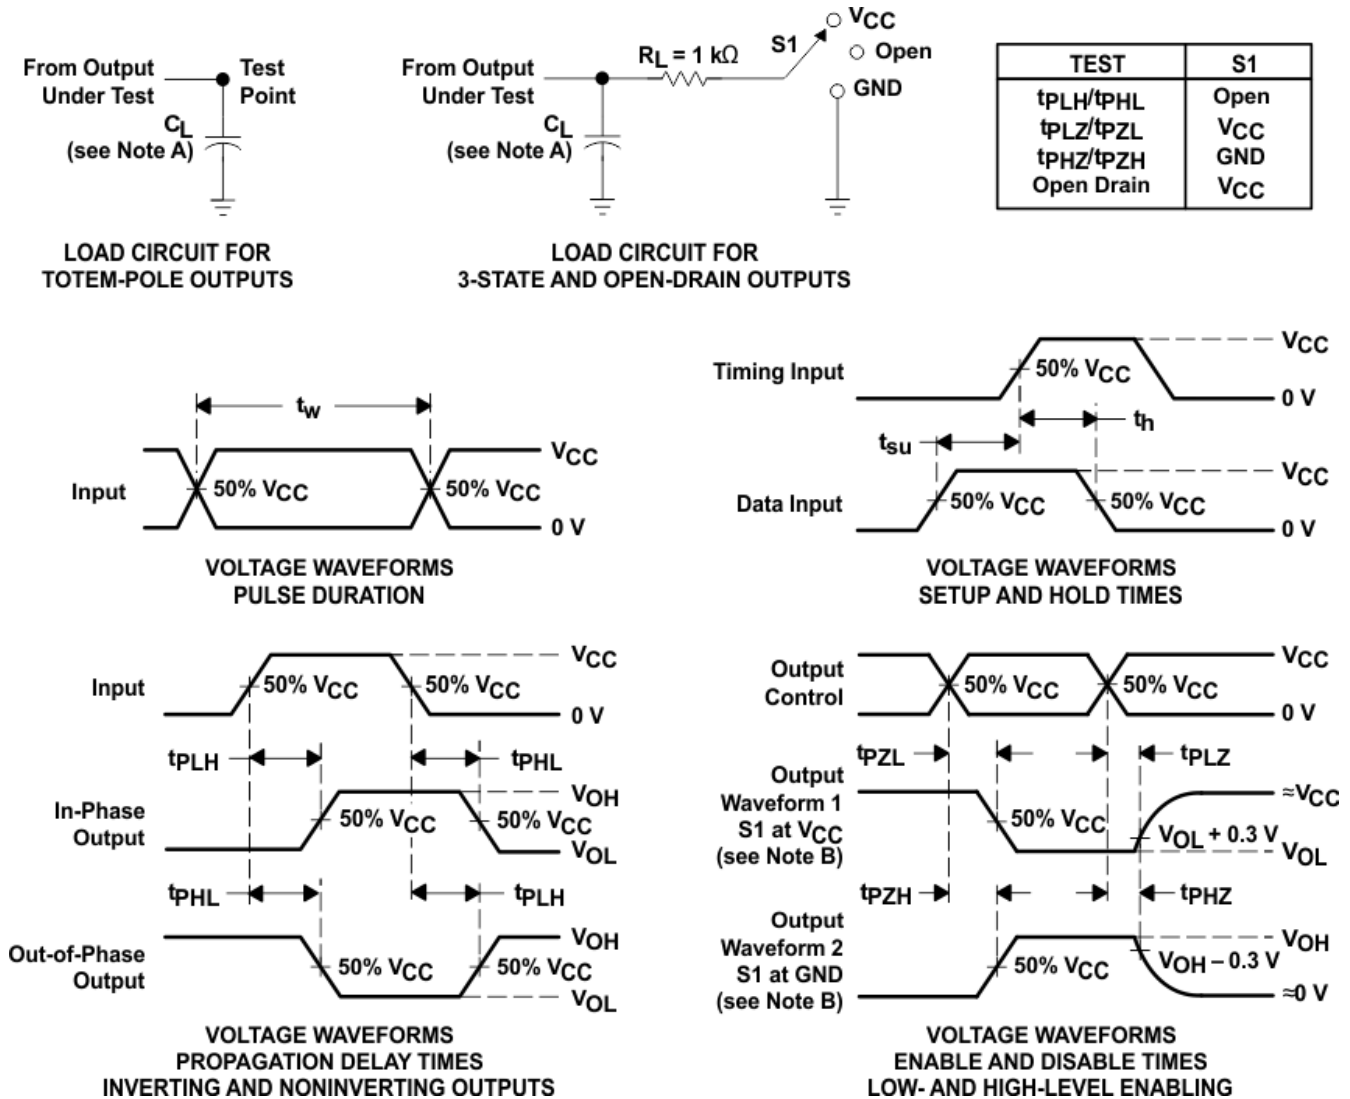 From Output
Under Test
Test
Point
CL
(see Note A)
LOAD CIRCUIT FOR
TOTEM-POLE OUTPUTS
From Output
Under Test
RL = 1 kΩ
S1
VCC
Open
GND
CL
(see Note A)
LOAD CIRCUIT FOR
3-STATE AND OPEN-DRAIN OUTPUTS
TEST S1
tPLH/tPHL Open
tPLZ/tPZL VCC
tPHZ/tPZH GND
Open Drain VCC
tw
Input
50% VCC
50% VCC
VCC
0 V
VOLTAGE WAVEFORMS
PULSE DURATION
Timing Input
50% VCC
VCC
0 V
th
tsu
Data Input
50% VCC
50% VCC
VCC
0 V
VOLTAGE WAVEFORMS
SETUP AND HOLD TIMES
Input
50% VCC
50% VCC
VCC
0 V
tPLH
tPHL
In-Phase
Output
50% VCC
50% VCC
VOH
VOL
tPHL
tPLH
Out-of-Phase
Output
50% VCC
50% VCC
VOH
VOL
VOLTAGE WAVEFORMS
PROPAGATION DELAY TIMES
INVERTING AND NONINVERTING OUTPUTS
Output
Control
50% VCC
50% VCC
VCC
0 V
tPZL
tPLZ
Output
Waveform 1
S1 at VCC
(see Note B)
50% VCC
VOL + 0.3 V
≈VCC
VOL
tPZH
tPHZ
Output
Waveform 2
S1 at GND
(see Note B)
50% VCC
VOH – 0.3 V
VOH
≈0 V
VOLTAGE WAVEFORMS
ENABLE AND DISABLE TIMES
LOW- AND HIGH-LEVEL ENABLING